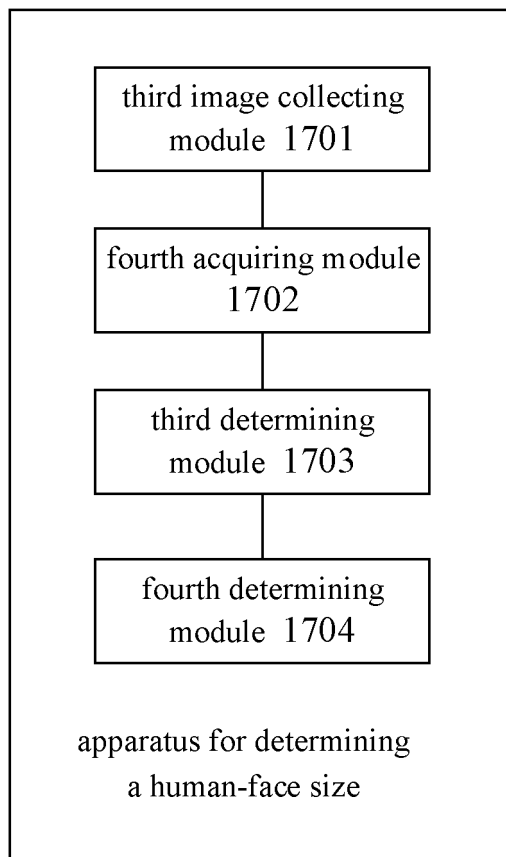 third image collecting
module 1701
fourth acquiring module
1702
third determining
module 1703
fourth determining
module 1704
apparatus for determining
a human-face size